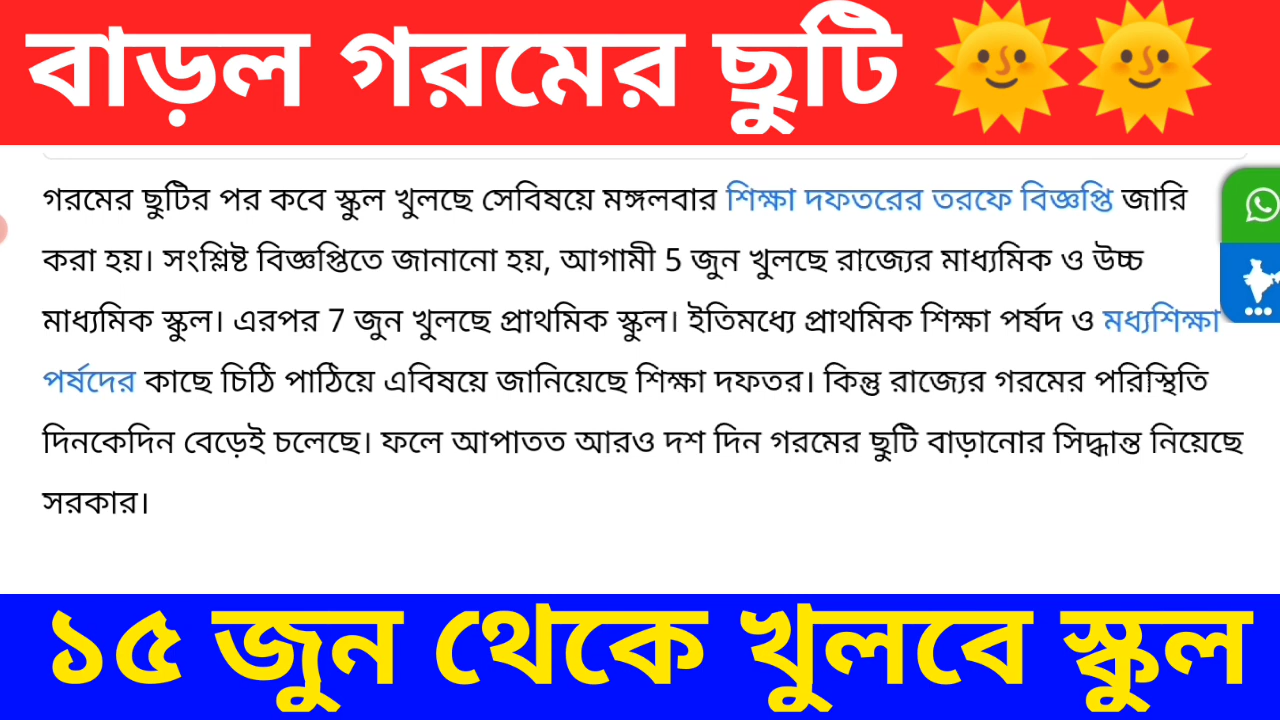 বাড়ল গরমের ছুটি
গরমের ছুটির পর কবে স্কুল খুলছে সেবিষয়ে মঙ্গলবার শিক্ষা দফতরের তরফে বিজ্ঞপ্তি জারি
করা হয়। সংশ্লিষ্ট বিজ্ঞপ্তিতে জানানো হয়, আগামী 5 জুন খুলছে রাজ্যের মাধ্যমিক ও উচ্চ
মাধ্যমিক স্কুল। এরপর 7 জুন খুলছে প্রাথমিক স্কুল। ইতিমধ্যে প্রাথমিক শিক্ষা পর্ষদ ও মধ্যশিক্ষা
পর্ষদের কাছে চিঠি পাঠিয়ে এবিষয়ে জানিয়েছে শিক্ষা দফতর। কিন্তু রাজ্যের গরমের পরিস্থিতি
দিনকেদিন বেড়েই চলেছে। ফলে আপাতত আরও দশ দিন গরমের ছুটি বাড়ানোর সিদ্ধান্ত নিয়েছে
সরকার।
১৫ জুন থেকে খুলবে স্কুল